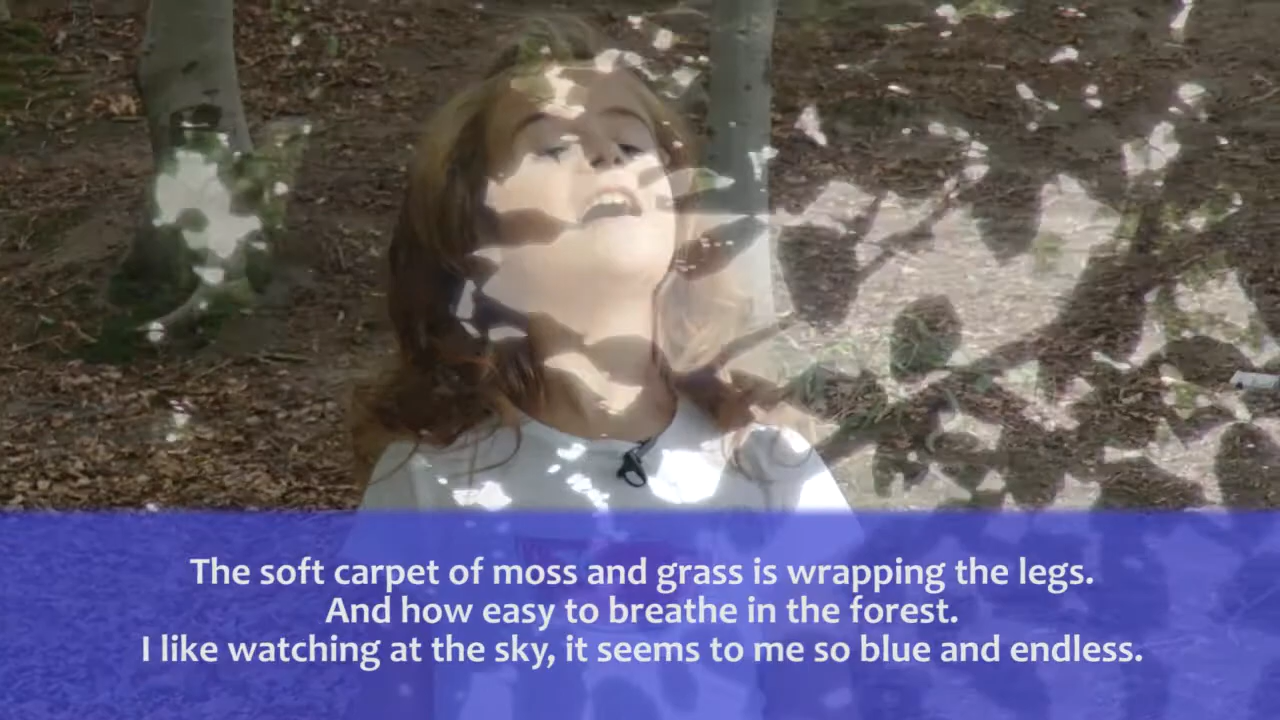 The soft carpet of moss and grass is wrapping the legs.
And how easy to breathe in the forest.
I like watching at the sky, it seems to me so blue and endless.